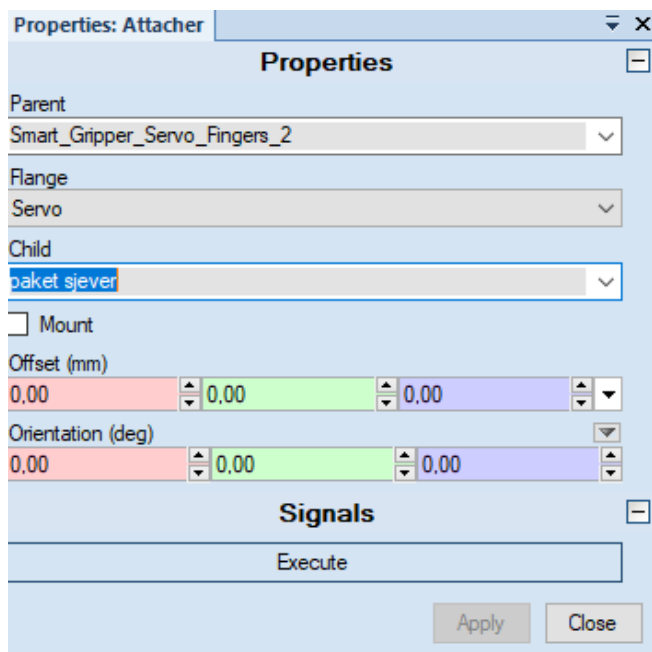 Properties: Attacher
Properties
Parent
Smart_Gripper_Servo_Fingers_2
Flange
Servo
Child
paket sjever
Mount
Offset (mm)
0,00 0,00 0,00
Orientation (deg)
0,00 0,00 0,00
Signals
Execute
Apply Close